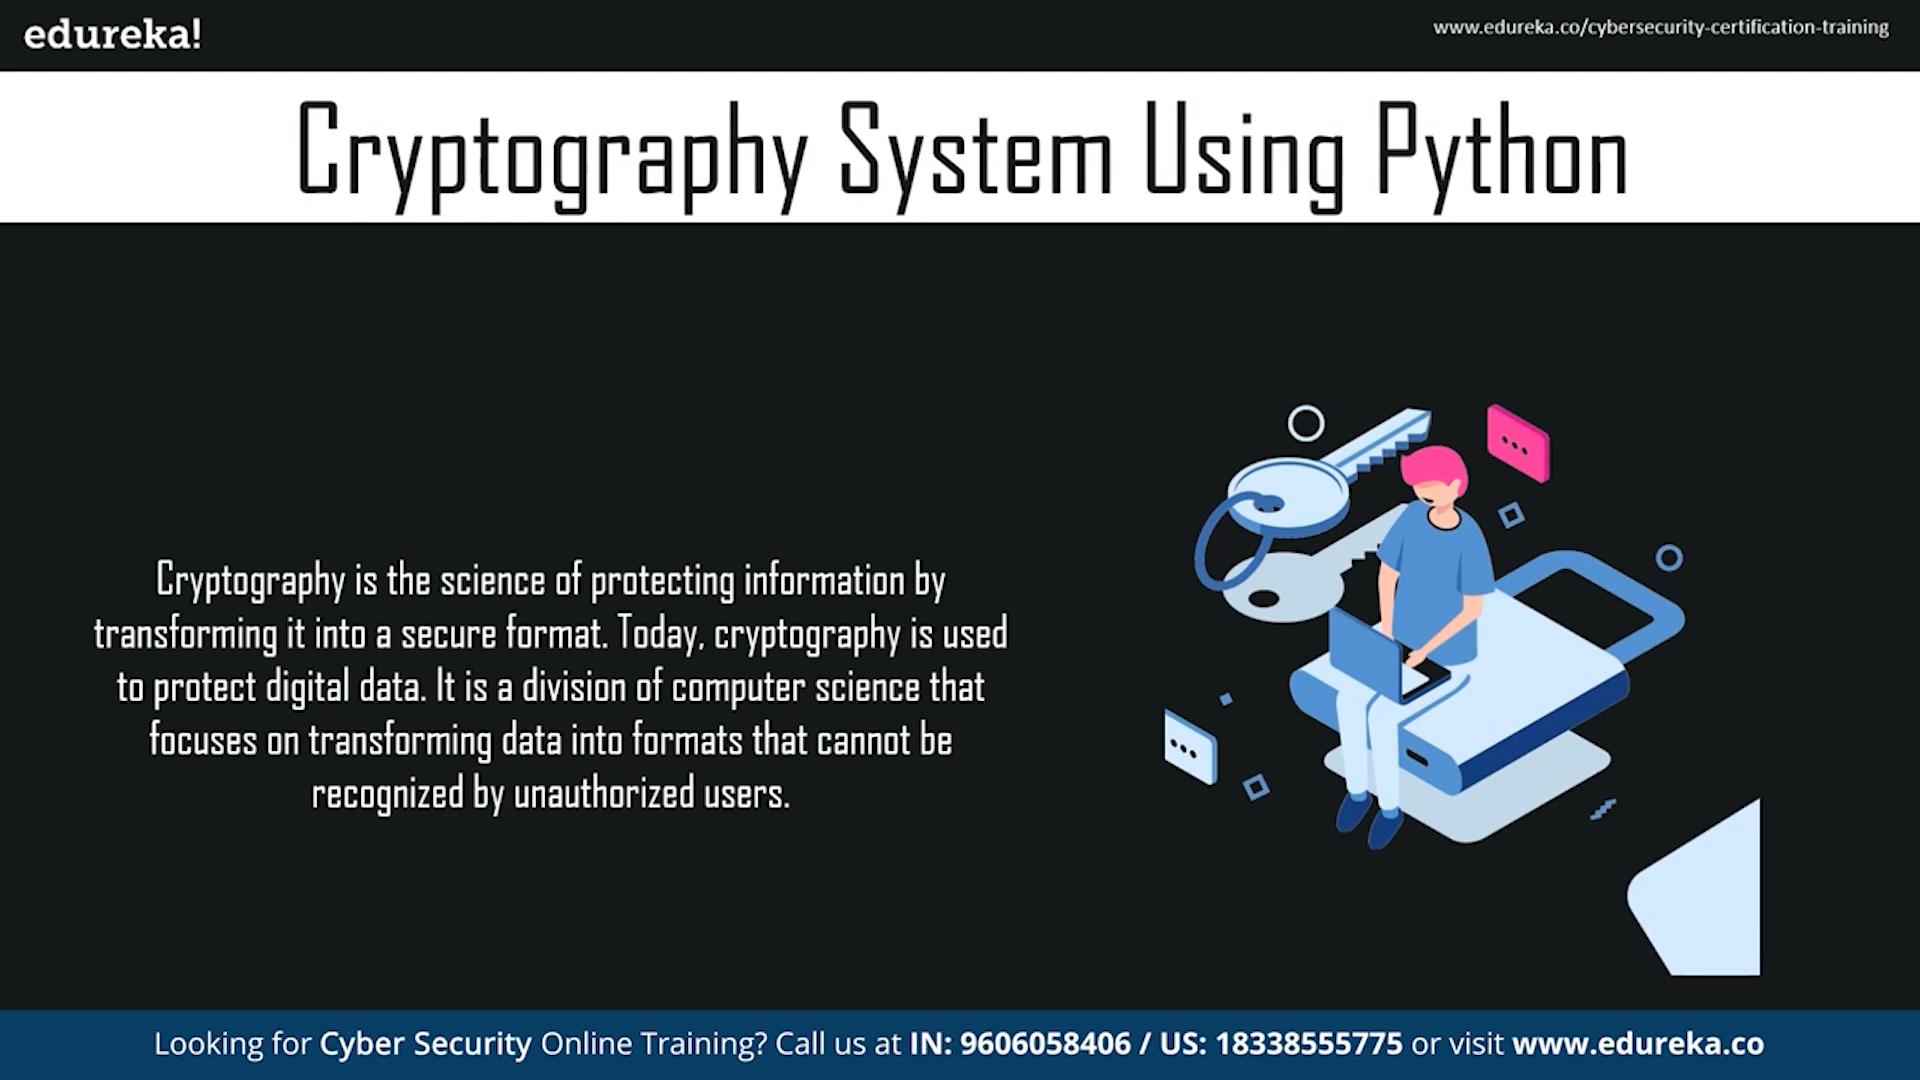 edureka!
www.edureka.co/cybersecurity-certification-training
Cryptography System Using Python
Cryptography is the science of protecting information by
transforming it into a secure format. Today, cryptography is used
to protect digital data. It is a division of computer science that
focuses on transforming data into formats that cannot be
recognized by unauthorized users.
Looking for Cyber Security Online Training? Call us at IN: 9606058406 / US: 18338555775 or visit www.edureka.co